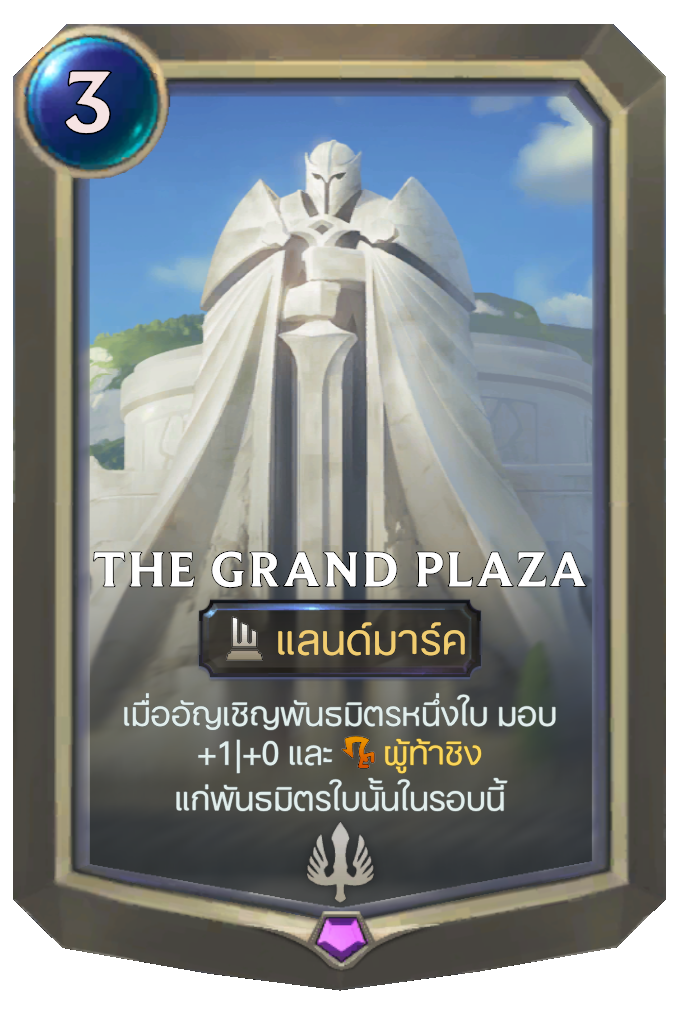 3
THE GRAND PLAZA
แลนด์มาร์ค
เมื่ออัญเชิญพันธมิตรหนึ่งใบ มอบ
+1|+0 และ ผู้ท้าชิง
แก่พันธมิตรใบนั้นในรอบนี้